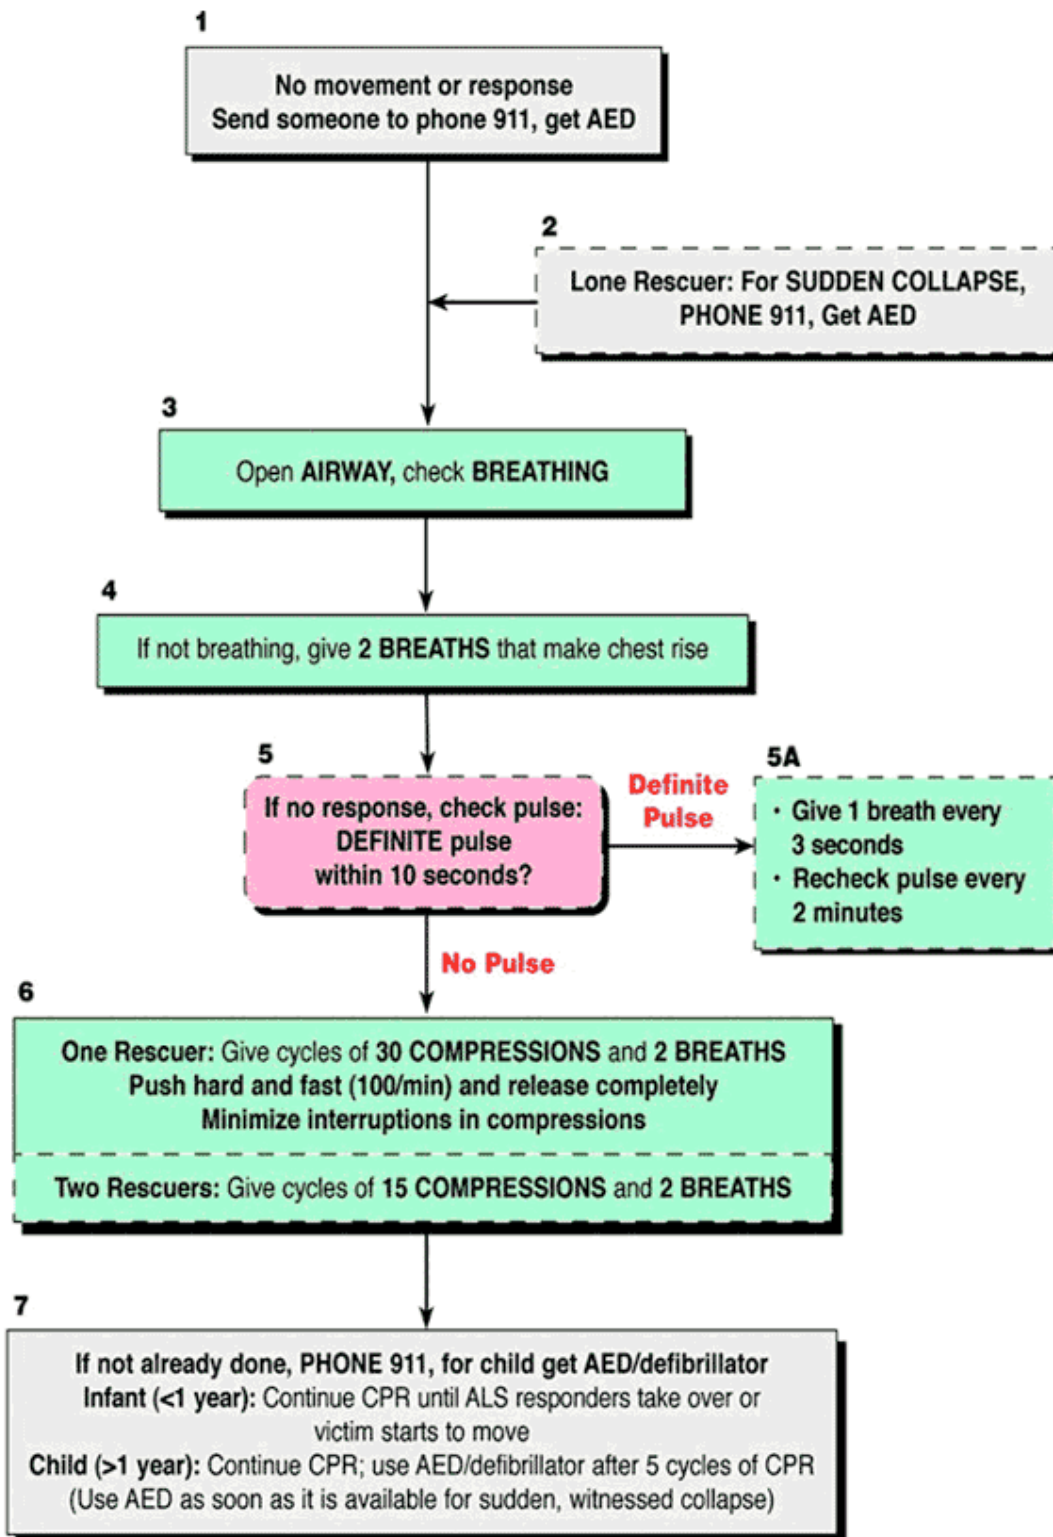 1
No movement or response
Send someone to phone 911, get AED
2
Lone Rescuer: For SUDDEN COLLAPSE,
PHONE 911, Get AED
3
Open AIRWAY, check BREATHING
4
If not breathing, give 2 BREATHS that make chest rise
5
If no response, check pulse:
DEFINITE pulse
within 10 seconds?
Definite
Pulse
5A
• Give 1 breath every
3 seconds
• Recheck pulse every
2 minutes
No Pulse
6
One Rescuer: Give cycles of 30 COMPRESSIONS and 2 BREATHS
Push hard and fast (100/min) and release completely
Minimize interruptions in compressions
Two Rescuers: Give cycles of 15 COMPRESSIONS and 2 BREATHS
7
If not already done, PHONE 911, for child get AED/defibrillator
Infant (<1 year): Continue CPR until ALS responders take over or
victim starts to move
Child (>1 year): Continue CPR; use AED/defibrillator after 5 cycles of CPR
(Use AED as soon as it is available for sudden, witnessed collapse)